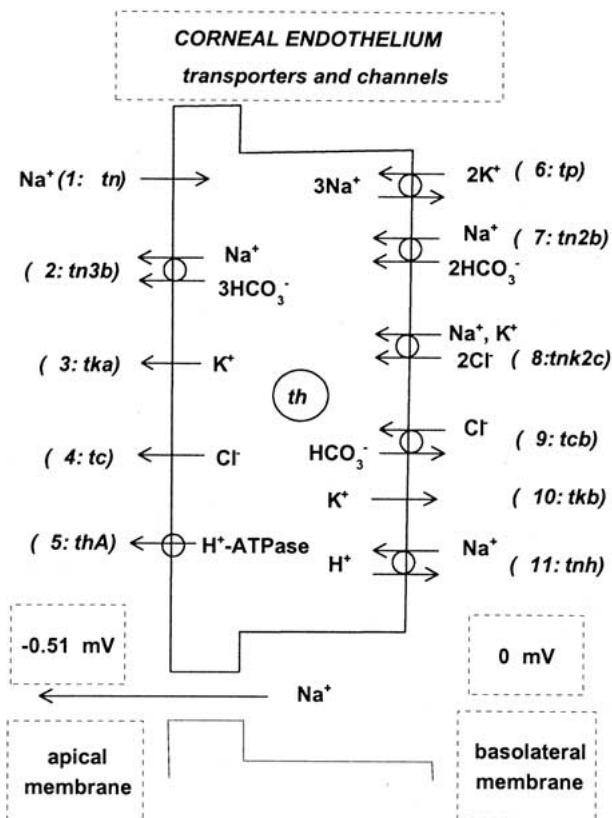 CORNEAL ENDOTHELIUM
transporters and channels
Na⁺ (1: tn)
3Na⁺ 2K⁺ ( 6: tp)
( 2: tn3b) Na⁺
3HCO₃⁻
Na⁺ ( 7: tn2b)
2HCO₃⁻
( 3: tka) K⁺
Na⁺, K⁺
2Cl⁻ ( 8:tnk2c)
th
( 4: tc) Cl⁻
HCO₃⁻ Cl⁻ ( 9: tcb)
K⁺ ( 10: tkb)
( 5: thA) H⁺-ATPase
H⁺ Na⁺ ( 11: tnh)
-0.51 mV
0 mV
Na⁺
apical
membrane
basolateral
membrane